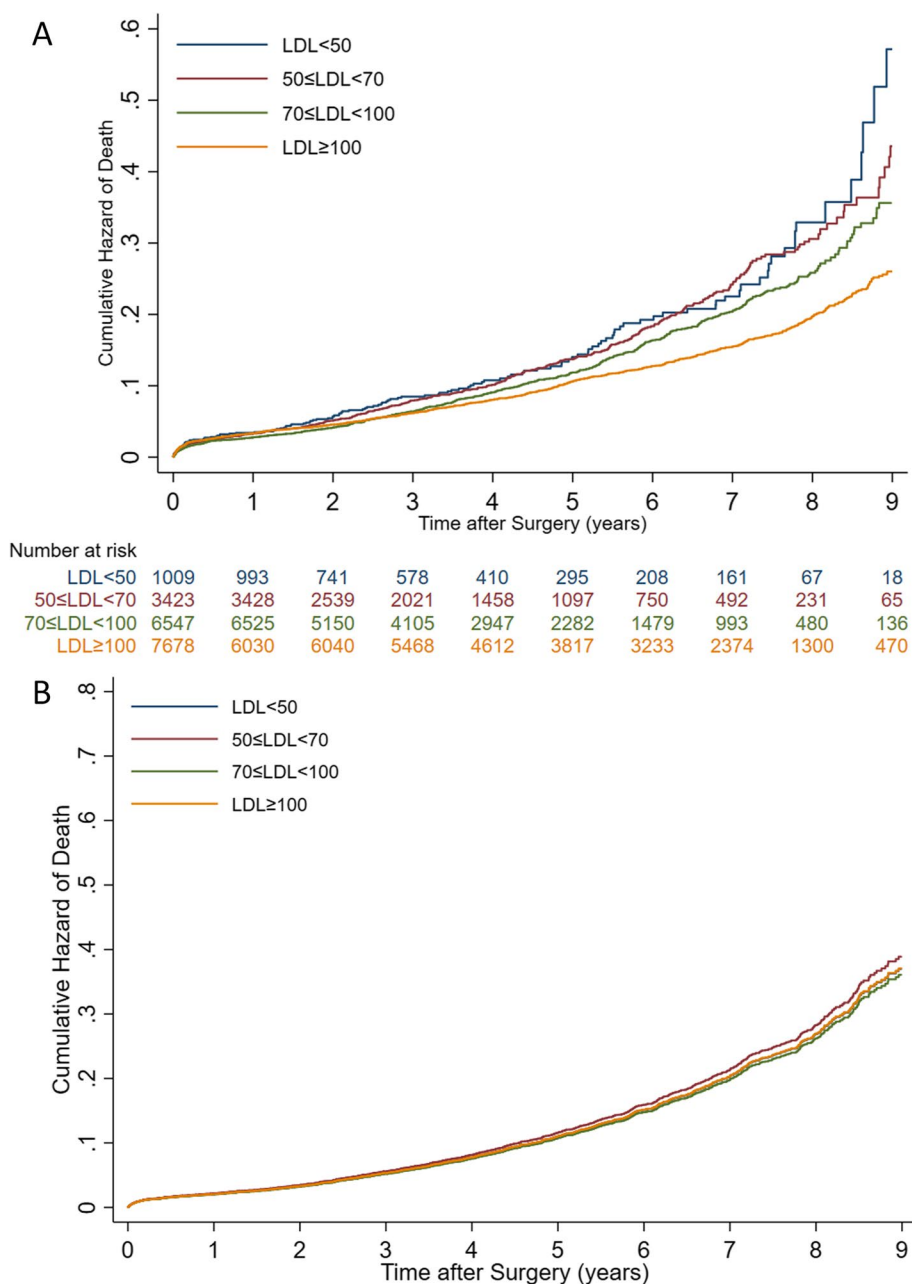 A
Cumulative Hazard of Death
.6
.5
.4
.3
.2
.1
0
LDL<50
50≤LDL<70
70≤LDL<100
LDL≥100
0 1 2 3 4 5 6 7 8 9
Time after Surgery (years)
Number at risk
LDL<50 1009 993 741 578 410 295 208 161 67 18
50≤LDL<70 3423 3428 2539 2021 1458 1097 750 492 231 65
70≤LDL<100 6547 6525 5150 4105 2947 2282 1479 993 480 136
LDL≥100 7678 6030 6040 5468 4612 3817 3233 2374 1300 470
B
Cumulative Hazard of Death
.8
.7
.6
.5
.4
.3
.2
.1
0
LDL<50
50≤LDL<70
70≤LDL<100
LDL≥100
0 1 2 3 4 5 6 7 8 9
Time after Surgery (years)